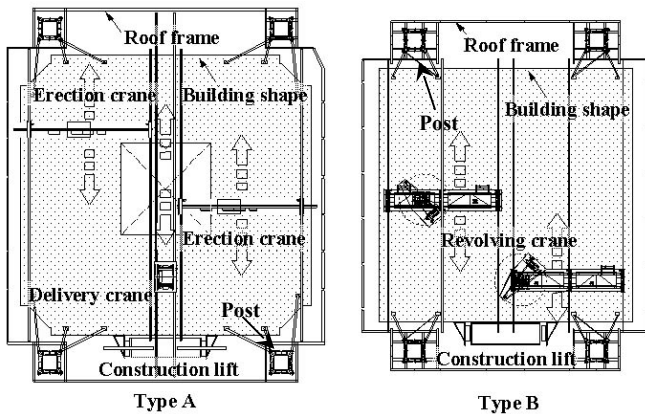 Roof frame
Erection crane
Building shape
Erection crane
Delivery crane
Post
Construction lift
Type A
Roof frame
Building shape
Post
Revolving crane
Construction lift
Type B